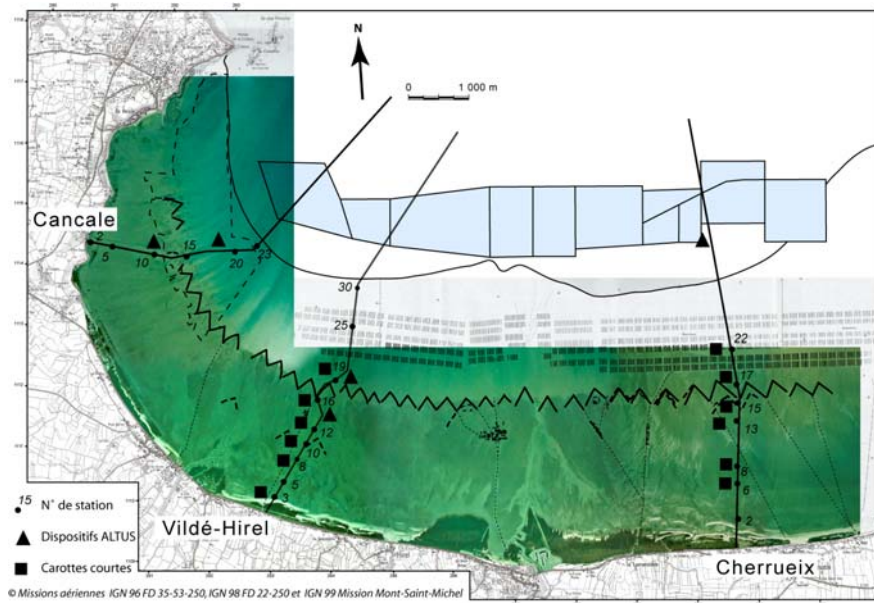 N
0 1 000 m
Cancale
2
5
10
15
20
23
30
25
19
16
12
10
8
5
3
22
17
15
13
8
6
2
15 N° de station
Dispositifs ALTUS
Carottes courtes
Vildé-Hirel
Cherrueix
© Missions aériennes IGN 96 FD 35-53-250, IGN 98 FD 22-250 et IGN 99 Mission Mont-Saint-Michel